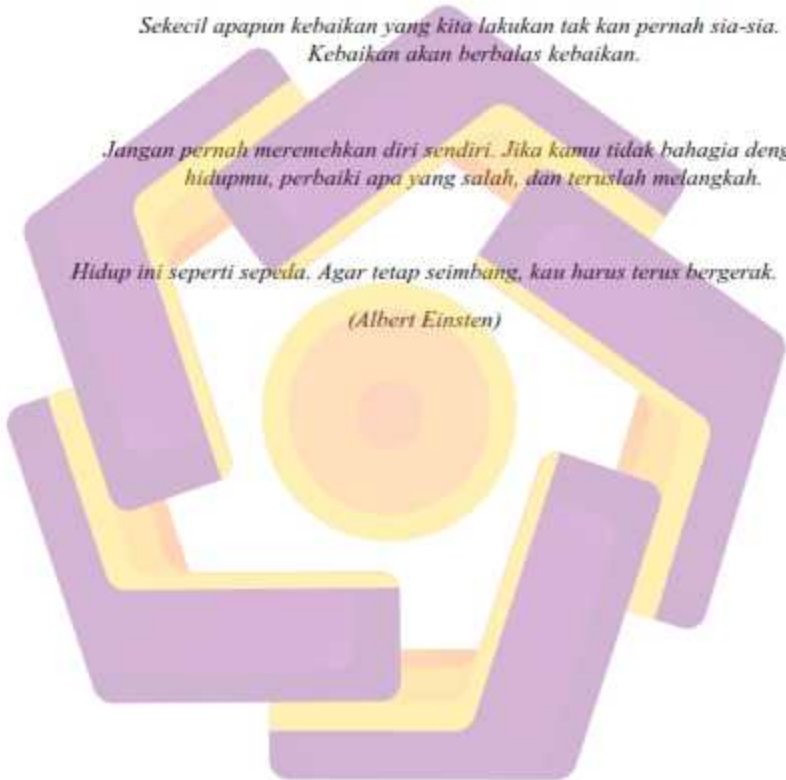 Sekecil apapun kebaikan yang kita lakukan tak kan pernah sia-sia.
Kebaikan akan berbalas kebaikan.
Jangan pernah meremehkan diri sendiri. Jika kamu tidak bahagia deng
hidupmu, perbaiki apa yang salah, dan teruslah melangkah.
Hidup ini seperti sepeda. Agar tetap seimbang, kau harus terus bergerak.
(Albert Einsten)